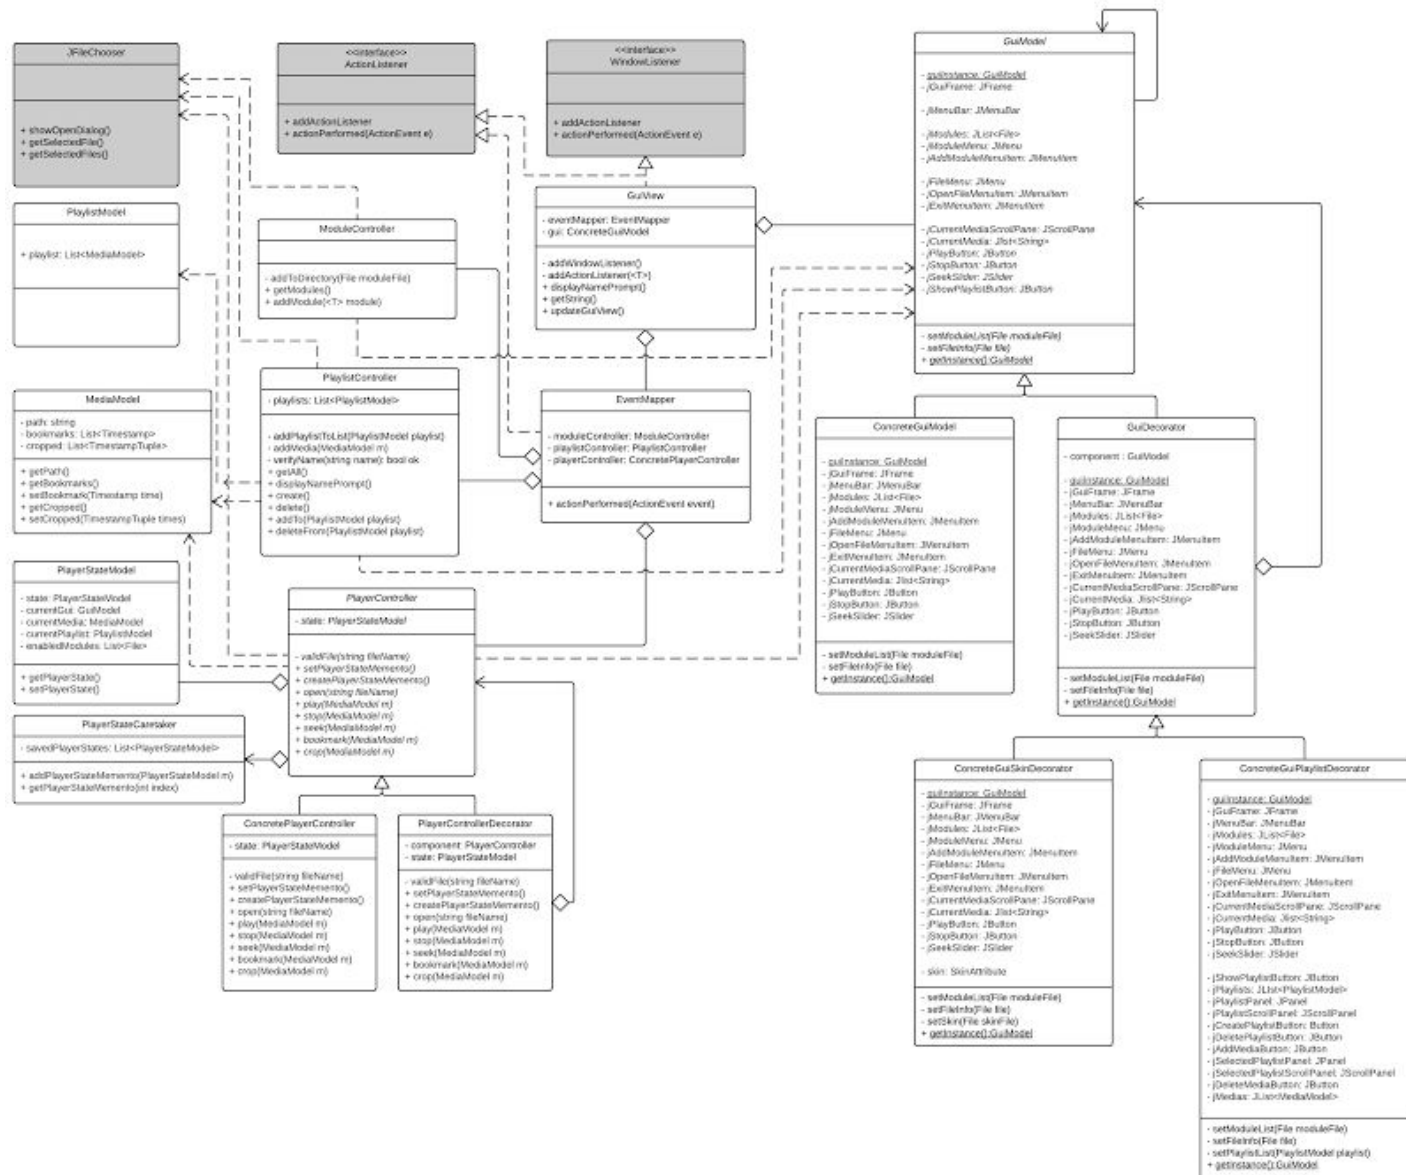 JFileChooser
+ showOpenDialog()
+ getSelectedFile()
+ getSelectedFiles()
<<interface>>
ActionListener
+ addActionListener
+ actionPerformed(ActionEvent e)
<<interface>>
WindowListener
+ addActionListener
+ actionPerformed(ActionEvent e)
GuiModel
- guiInstance: GuiModel
- jGuiFrame: JFrame
- jMenuBar: JMenuBar
- jModules: JList<File>
- jModuleMenu: JMenu
- jAddModuleMenuItem: JMenuItem
- jFileMenu: JMenu
- jOpenFileMenuItem: JMenuItem
- jExitMenuItem: JMenuItem
- jCurrentMediaScrollPane: JScrollPane
- jCurrentMedia: Jlist<String>
- jPlayButton: JButton
- jStopButton: JButton
- jSeekSlider: JSlider
- jShowPlaylistButton: JButton
- setModuleList(File moduleFile)
- setFileInfo(File file)
+ getInstance():GuiModel
PlaylistModel
+ playlist: List<MediaModel>
ModuleController
- addToDirectory(File moduleFile)
+ getModules()
+ addModule(<T> module)
GuiView
- eventMapper: EventMapper
- gui: ConcreteGuiModel
- addWindowListener()
- addActionListener(<T>)
+ displayNamePrompt()
+ getString()
+ updateGuiView()
MediaModel
- path: string
- bookmarks: List<Timestamp>
- cropped: List<TimestampTuple>
+ getPath()
+ getBookmarks()
+ setBookmark(Timestamp time)
+ getCropped()
+ setCropped(TimestampTuple times)
PlaylistController
- playlists: List<PlaylistModel>
- addPlaylistToList(PlaylistModel playlist)
- addMedia(MediaModel m)
- verifyName(string name): bool ok
+ getAll()
+ displayNamePrompt()
+ create()
+ delete()
+ addTo(PlaylistModel playlist)
+ deleteFrom(PlaylistModel playlist)
EventMapper
- moduleController: ModuleController
- playlistController: PlaylistController
- playerController: ConcretePlayerController
+ actionPerformed(ActionEvent event)
ConcreteGuiModel
- guiInstance: GuiModel
- jGuiFrame: JFrame
- jMenuBar: JMenuBar
- jModules: JList<File>
- jModuleMenu: JMenu
- jAddModuleMenuItem: JMenuItem
- jFileMenu: JMenu
- jOpenFileMenuItem: JMenuItem
- jExitMenuItem: JMenuItem
- jCurrentMediaScrollPane: JScrollPane
- jCurrentMedia: Jlist<String>
- jPlayButton: JButton
- jStopButton: JButton
- jSeekSlider: JSlider
- setModuleList(File moduleFile)
- setFileInfo(File file)
+ getInstance():GuiModel
GuiDecorator
- component : GuiModel
- guiInstance: GuiModel
- jGuiFrame: JFrame
- jMenuBar: JMenuBar
- jModules: JList<File>
- jModuleMenu: JMenu
- jAddModuleMenuItem: JMenuItem
- jFileMenu: JMenu
- jOpenFileMenuItem: JMenuItem
- jExitMenuItem: JMenuItem
- jCurrentMediaScrollPane: JScrollPane
- jCurrentMedia: Jlist<String>
- jPlayButton: JButton
- jStopButton: JButton
- jSeekSlider: JSlider
- setModuleList(File moduleFile)
- setFileInfo(File file)
+ getInstance():GuiModel
PlayerStateModel
- state: PlayerStateModel
- currentGui: GuiModel
- currentMedia: MediaModel
- currentPlaylist: PlaylistModel
- enabledModules: List<File>
+ getPlayerState()
+ setPlayerState()
PlayerController
- state: PlayerStateModel
- validFile(string fileName)
+ setPlayerStateMemento()
+ createPlayerStateMemento()
+ open(string fileName)
+ play(MediaModel m)
+ stop(MediaModel m)
+ seek(MediaModel m)
+ bookmark(MediaModel m)
+ crop(MediaModel m)
PlayerStateCaretaker
- savedPlayerStates: List<PlayerStateModel>
+ addPlayerStateMemento(PlayerStateModel m)
+ getPlayerStateMemento(int index)
ConcretePlayerController
- state: PlayerStateModel
- validFile(string fileName)
+ setPlayerStateMemento()
+ createPlayerStateMemento()
+ open(string fileName)
+ play(MediaModel m)
+ stop(MediaModel m)
+ seek(MediaModel m)
+ bookmark(MediaModel m)
+ crop(MediaModel m)
PlayerControllerDecorator
- component: PlayerController
- state: PlayerStateModel
- validFile(string fileName)
+ setPlayerStateMemento()
+ createPlayerStateMemento()
+ open(string fileName)
+ play(MediaModel m)
+ stop(MediaModel m)
+ seek(MediaModel m)
+ bookmark(MediaModel m)
+ crop(MediaModel m)
ConcreteGuiSkinDecorator
- guiInstance: GuiModel
- jGuiFrame: JFrame
- jMenuBar: JMenuBar
- jModules: JList<File>
- jModuleMenu: JMenu
- jAddModuleMenuItem: JMenuItem
- jFileMenu: JMenu
- jOpenFileMenuItem: JMenuItem
- jExitMenuItem: JMenuItem
- jCurrentMediaScrollPane: JScrollPane
- jCurrentMedia: Jlist<String>
- jPlayButton: JButton
- jStopButton: JButton
- jSeekSlider: JSlider
- skin: SkinAttribute
- setModuleList(File moduleFile)
- setFileInfo(File file)
- setSkin(File skinFile)
+ getInstance():GuiModel
ConcreteGuiPlaylistDecorator
- guiInstance: GuiModel
- jGuiFrame: JFrame
- jMenuBar: JMenuBar
- jModules: JList<File>
- jModuleMenu: JMenu
- jAddModuleMenuItem: JMenuItem
- jFileMenu: JMenu
- jOpenFileMenuItem: JMenuItem
- jExitMenuItem: JMenuItem
- jCurrentMediaScrollPane: JScrollPane
- jCurrentMedia: Jlist<String>
- jPlayButton: JButton
- jStopButton: JButton
- jSeekSlider: JSlider
- jShowPlaylistButton: JButton
- jPlaylists: JList<PlaylistModel>
- jPlaylistPanel: JPanel
- jPlaylistScrollPanel: JScrollPanel
- jCreatePlaylistButton: Button
- jDeletePlaylistButton: JButton
- jAddMediaButton: JButton
- jSelectedPlaylistPanel: JPanel
- jSelectedPlaylistScrollPanel: JScrollPanel
- jDeleteMediaButton: JButton
- jMedias: JList<MediaModel>
- setModuleList(File moduleFile)
- setFileInfo(File file)
- setPlaylistList(PlaylistModel playlist)
+ getInstance():GuiModel